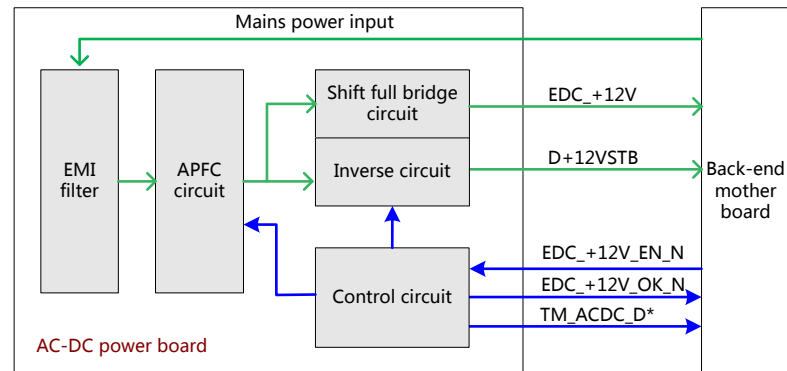 Mains power input
Shift full bridge
circuit
EDC_+12V
EMI
filter
APFC
circuit
Inverse circuit
D+12VSTB
Back-end
mother
board
EDC_+12V_EN_N
Control circuit
EDC_+12V_OK_N
TM_ACDC_D*
AC-DC power board